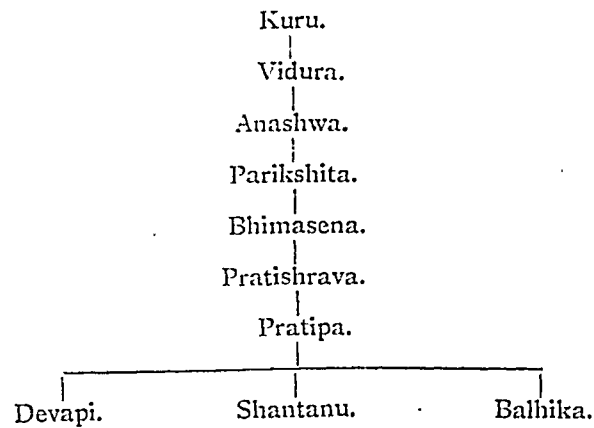 Kuru.
Vidura.
Anashwa.
Parikshita.
Bhimasena.
Pratishrava.
Pratipa.
Devapi. Shantanu. Balhika.